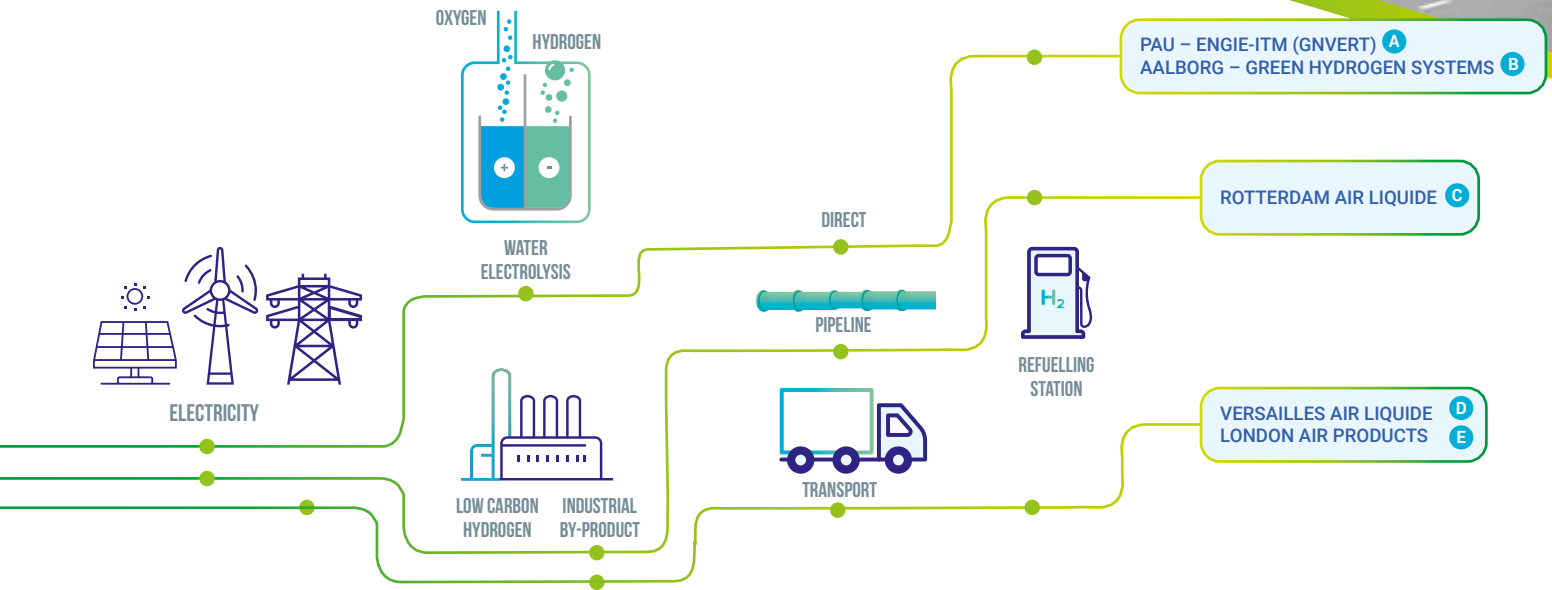 OXYGEN
HYDROGEN
+
-
WATER
ELECTROLYSIS
ELECTRICITY
LOW CARBON
HYDROGEN
INDUSTRIAL
BY-PRODUCT
DIRECT
PIPELINE
TRANSPORT
H2
REFUELLING
STATION
PAU – ENGIE-ITM (GNVERT) A
AALBORG – GREEN HYDROGEN SYSTEMS B
ROTTERDAM AIR LIQUIDE C
VERSAILLES AIR LIQUIDE D
LONDON AIR PRODUCTS E